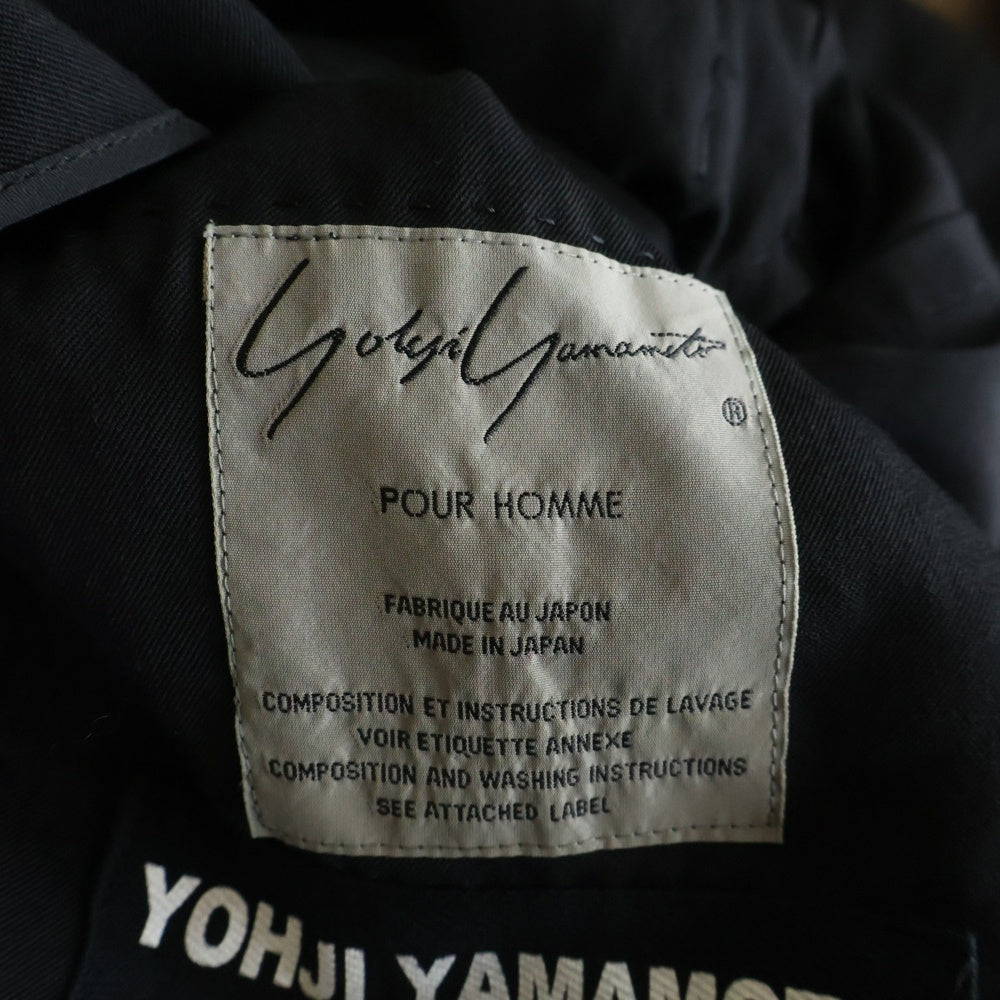 Yohji Yamamoto
®
POUR HOMME
FABRIQUE AU JAPON
MADE IN JAPAN
COMPOSITION ET INSTRUCTIONS DE LAVAGE
VOIR ETIQUETTE ANNEXE
COMPOSITION AND WASHING INSTRUCTIONS
SEE ATTACHED LABEL
YOHJI